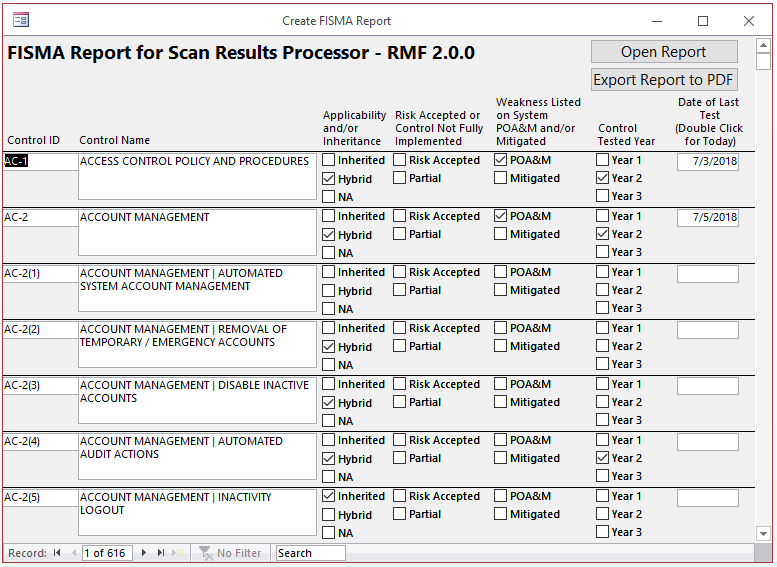 Create FISMA Report
FISMA Report for Scan Results Processor - RMF 2.0.0
Open Report
Export Report to PDF
Control ID
Control Name
Applicability
and/or
Inheritance
Risk Accepted or
Control Not Fully
Implemented
Weakness Listed
on System
POA&M and/or
Mitigated
Control
Tested Year
Date of Last
Test
(Double Click
for Today)
AC-1
ACCESS CONTROL POLICY AND PROCEDURES
Inherited
Hybrid
NA
Risk Accepted
Partial
POA&M
Mitigated
Year 1
Year 2
Year 3
7/3/2018
AC-2
ACCOUNT MANAGEMENT
Inherited
Hybrid
NA
Risk Accepted
Partial
POA&M
Mitigated
Year 1
Year 2
Year 3
7/5/2018
AC-2(1)
ACCOUNT MANAGEMENT | AUTOMATED
SYSTEM ACCOUNT MANAGEMENT
Inherited
Hybrid
NA
Risk Accepted
Partial
POA&M
Mitigated
Year 1
Year 2
Year 3
AC-2(2)
ACCOUNT MANAGEMENT | REMOVAL OF
TEMPORARY / EMERGENCY ACCOUNTS
Inherited
Hybrid
NA
Risk Accepted
Partial
POA&M
Mitigated
Year 1
Year 2
Year 3
AC-2(3)
ACCOUNT MANAGEMENT | DISABLE INACTIVE
ACCOUNTS
Inherited
Hybrid
NA
Risk Accepted
Partial
POA&M
Mitigated
Year 1
Year 2
Year 3
AC-2(4)
ACCOUNT MANAGEMENT | AUTOMATED
AUDIT ACTIONS
Inherited
Hybrid
NA
Risk Accepted
Partial
POA&M
Mitigated
Year 1
Year 2
Year 3
AC-2(5)
ACCOUNT MANAGEMENT | INACTIVITY
LOGOUT
Inherited
Hybrid
NA
Risk Accepted
Partial
POA&M
Mitigated
Year 1
Year 2
Year 3
Record: 1 of 616 No Filter Search